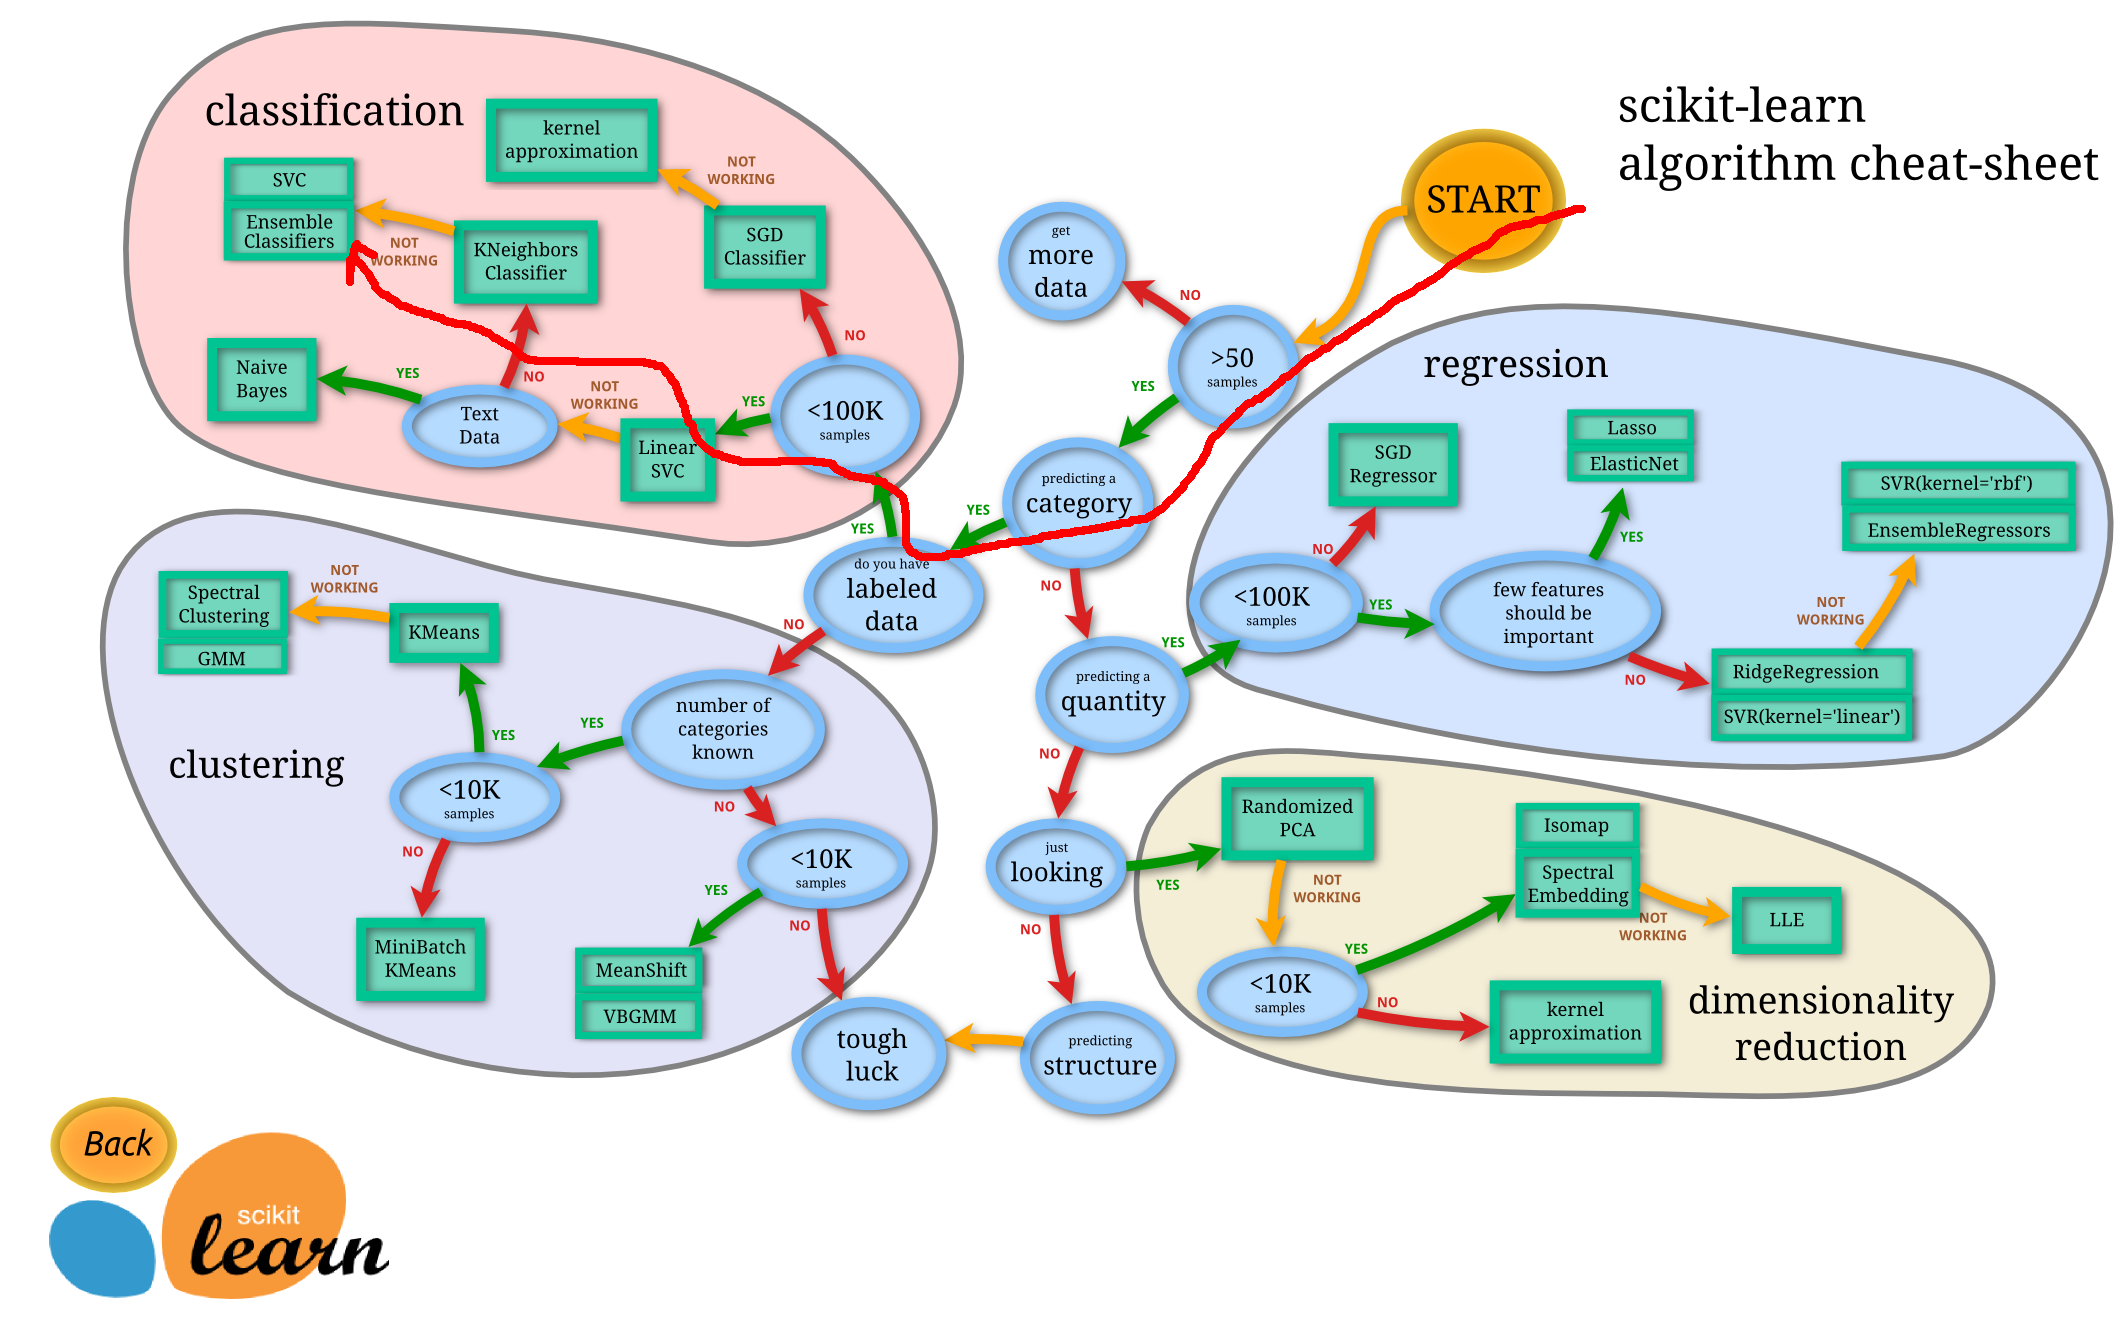 scikit-learn
algorithm cheat-sheet
START
classification
kernel
approximation
NOT
WORKING
SVC
Ensemble
Classifiers
NOT
WORKING
KNeighbors
Classifier
SGD
Classifier
NO
Naive
Bayes
YES
NO
Text
Data
NOT
WORKING
Linear
SVC
YES
<100K
samples
YES
get
more
data
NO
>50
samples
YES
predicting a
category
YES
NO
do you have
labeled
data
NO
predicting a
quantity
YES
NO
just
looking
YES
NO
predicting
structure
tough
luck
regression
SGD
Regressor
NO
<100K
samples
YES
Lasso
ElasticNet
YES
few features
should be
important
NO
SVR(kernel='rbf')
EnsembleRegressors
NOT
WORKING
RidgeRegression
SVR(kernel='linear')
clustering
Spectral
Clustering
GMM
NOT
WORKING
KMeans
YES
<10K
samples
NO
MiniBatch
KMeans
YES
number of
categories
known
NO
<10K
samples
YES
NO
MeanShift
VBGMM
dimensionality
reduction
Randomized
PCA
NOT
WORKING
<10K
samples
YES
NO
Isomap
Spectral
Embedding
NOT
WORKING
LLE
kernel
approximation
Back
scikit
learn